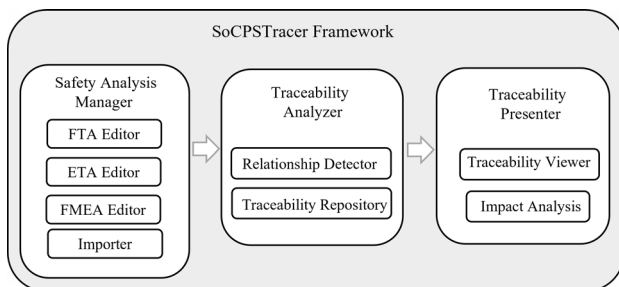 SoCPSTracer Framework
Safety Analysis
Manager
FTA Editor
ETA Editor
FMEA Editor
Importer
Traceability
Analyzer
Relationship Detector
Traceability Repository
Traceability
Presenter
Traceability Viewer
Impact Analysis